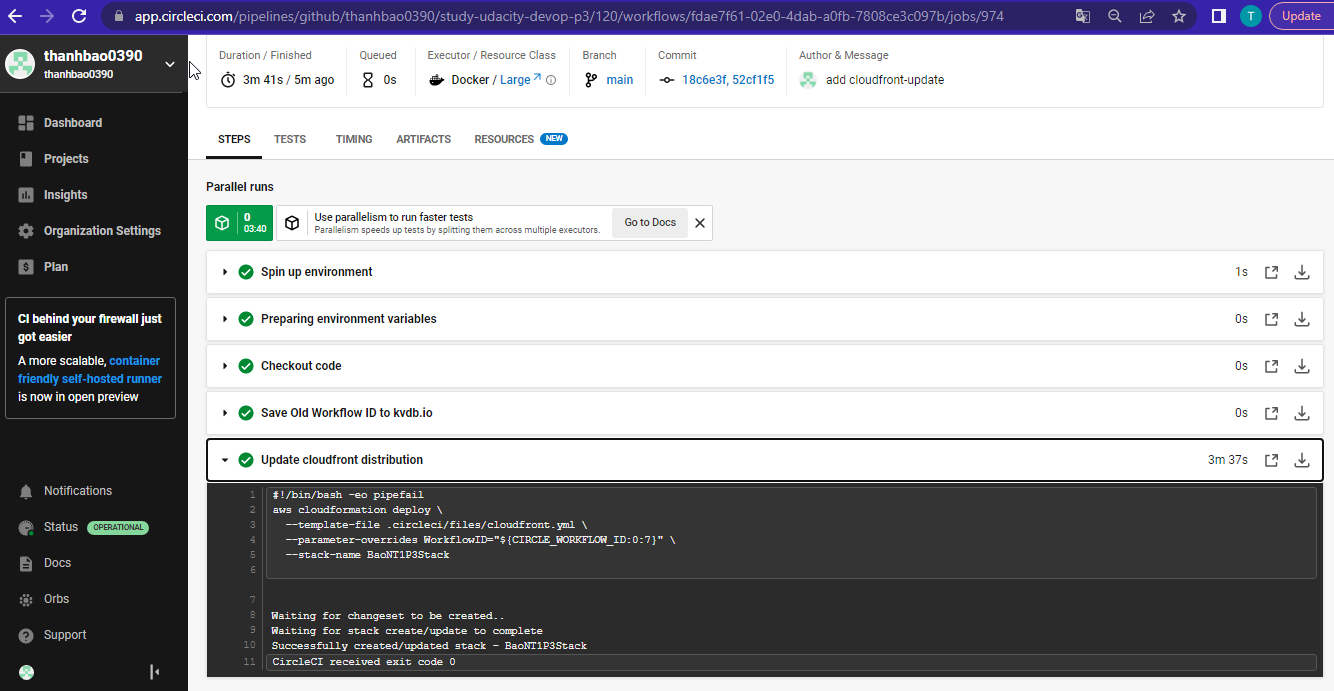 app.circleci.com/pipelines/github/thanhbao0390/study-udacity-devop-p3/120/workflows/fdae7f61-02e0-4dab-a0fb-7808ce3c097b/jobs/974
T
Update
thanhbao0390
thanhbao0390
Dashboard
Projects
Insights
Organization Settings
Plan
CI behind your firewall just
got easier
A more scalable, container
friendly self-hosted runner
is now in open preview
Notifications
Status OPERATIONAL
Docs
Orbs
Support
Duration / Finished
3m 41s / 5m ago
Queued
0s
Executor / Resource Class
Docker / Large
Branch
main
Commit
18c6e3f, 52cf1f5
Author & Message
add cloudfront-update
STEPS TESTS TIMING ARTIFACTS RESOURCES NEW
Parallel runs
0
03:40
Use parallelism to run faster tests
Parallelism speeds up tests by splitting them across multiple executors.
Go to Docs
Spin up environment 1s
Preparing environment variables 0s
Checkout code 0s
Save Old Workflow ID to kvdb.io 0s
Update cloudfront distribution 3m 37s
1 #!/bin/bash -eo pipefail
2 aws cloudformation deploy \
3 --template-file .circleci/files/cloudfront.yml \
4 --parameter-overrides WorkflowID="${CIRCLE_WORKFLOW_ID:0:7}" \
5 --stack-name BaoNT1P3Stack
6
7
8 Waiting for changeset to be created..
9 Waiting for stack create/update to complete
10 Successfully created/updated stack - BaoNT1P3Stack
11 CircleCI received exit code 0